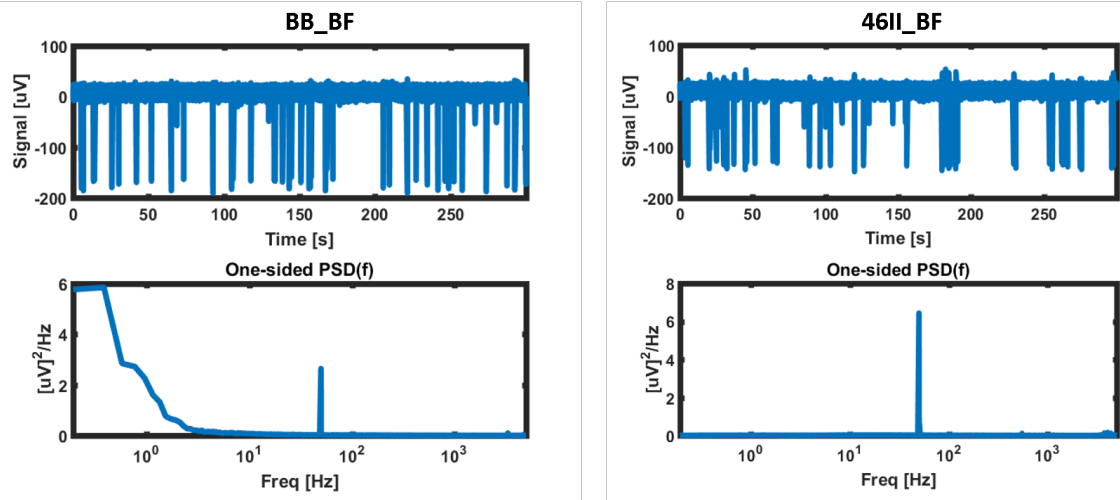 BB_BF
100
0
-100
-200
Signal [uV]
0 50 100 150 200 250
Time [s]
One-sided PSD(f)
6
4
2
0
[uV]²/Hz
10⁰ 10¹ 10² 10³
Freq [Hz]
46II_BF
100
0
-100
-200
Signal [uV]
0 50 100 150 200 250
Time [s]
One-sided PSD(f)
8
6
4
2
0
[uV]²/Hz
10⁰ 10¹ 10² 10³
Freq [Hz]